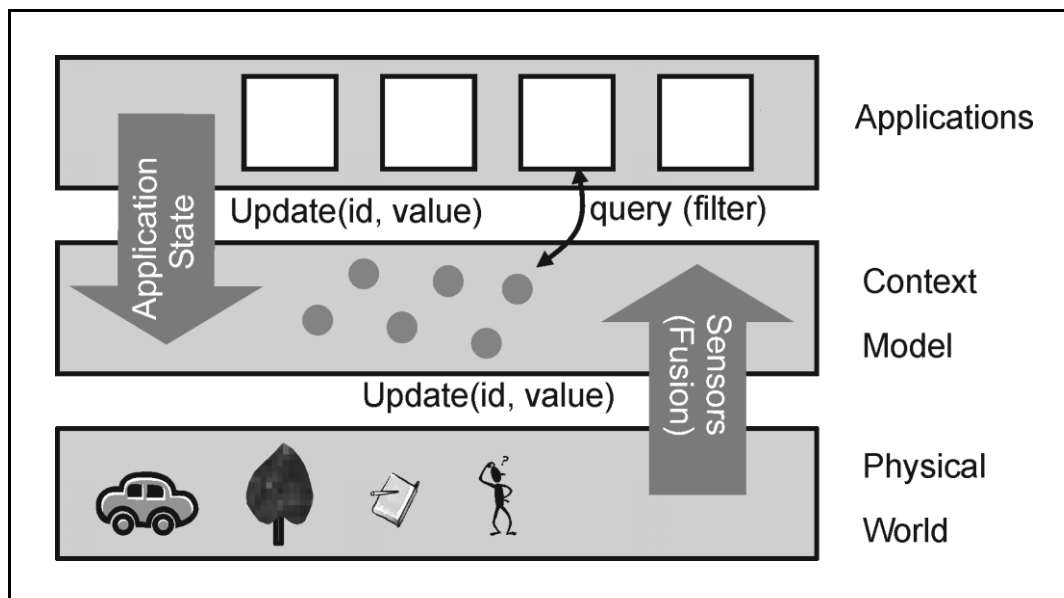 Applications
Application
State
Update(id, value)
query (filter)
Context
Model
Sensors
(Fusion)
Update(id, value)
Physical
World
?